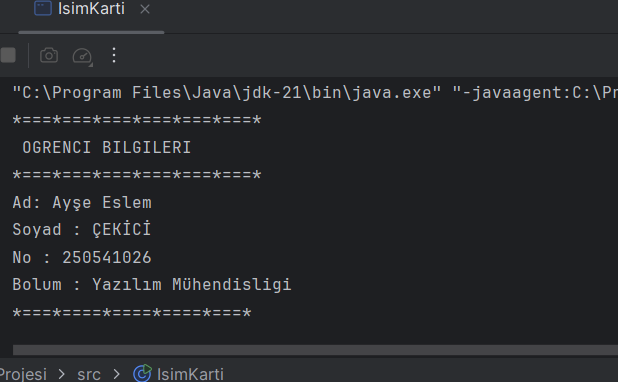 IsimKarti
"C:\Program Files\Java\jdk-21\bin\java.exe" "-javaagent:C:\Pr
*===*===*===*===*===*===*
OGRENCI BILGILERI
*===*===*===*===*===*===*
Ad: Ayşe Eslem
Soyad : ÇEKİCİ
No : 250541026
Bolum : Yazılım Mühendisligi
*===*====*====*====*===*
Projesi > src > IsimKarti